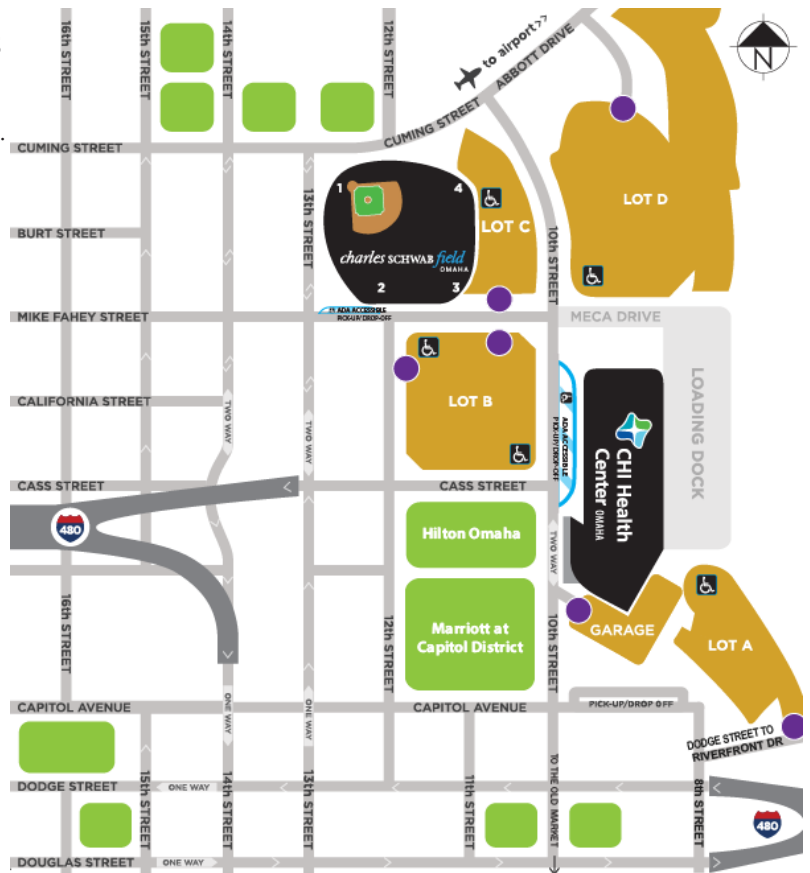 16th STREET
15th STREET
14th STREET
12th STREET
to airport>>
ABBOTT DRIVE
N
CUMING STREET
CUMING STREET
13th STREET
1
4
LOT C
LOT D
BURT STREET
charles SCHWAB field
OMAHA
10th STREET
2
3
ADA ACCESSIBLE
PICK-UP/DROP-OFF
MIKE FAHEY STREET
MECA DRIVE
CALIFORNIA STREET
TWO WAY
TWO WAY
LOT B
ADA ACCESSIBLE
PICK-UP/DROP-OFF
CHI Health
Center OMAHA
LOADING DOCK
CASS STREET
CASS STREET
480
Hilton Omaha
TWO WAY
16th STREET
12th STREET
Marriott at
Capitol District
10th STREET
GARAGE
LOT A
CAPITOL AVENUE
ONE WAY
ONE WAY
CAPITOL AVENUE
PICK-UP/DROP OFF
DODGE STREET TO
RIVERFRONT DR
15th STREET
14th STREET
13th STREET
11th STREET
TO THE OLD MARKET
8th STREET
DODGE STREET
ONE WAY
480
DOUGLAS STREET
ONE WAY